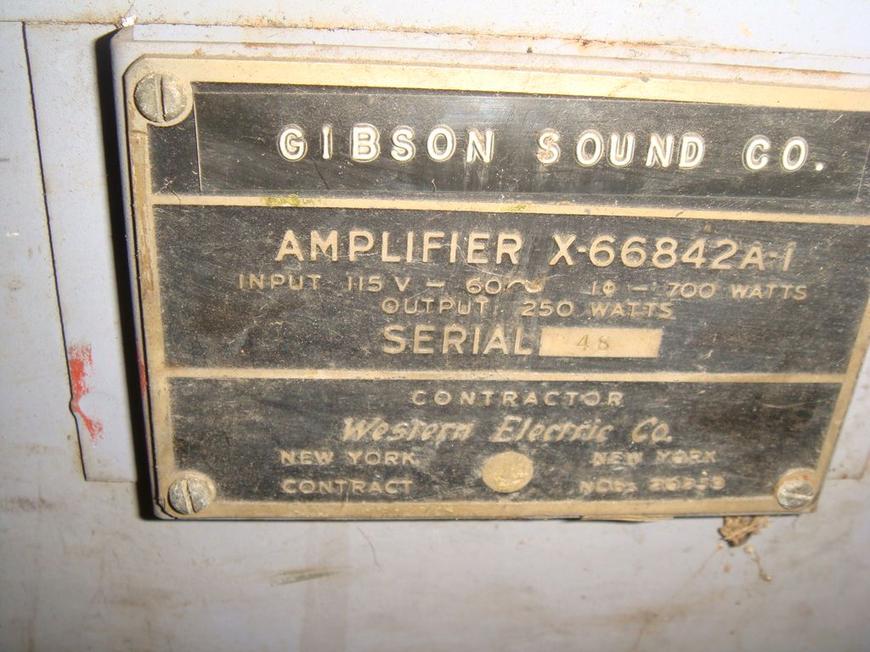 GIBSON SOUND CO.
AMPLIFIER X-66842A-1
INPUT 115 V - 60~ 1ϕ - 700 WATTS
OUTPUT 250 WATTS
SERIAL 48
CONTRACTOR
Western Electric Co.
NEW YORK NEW YORK
CONTRACT